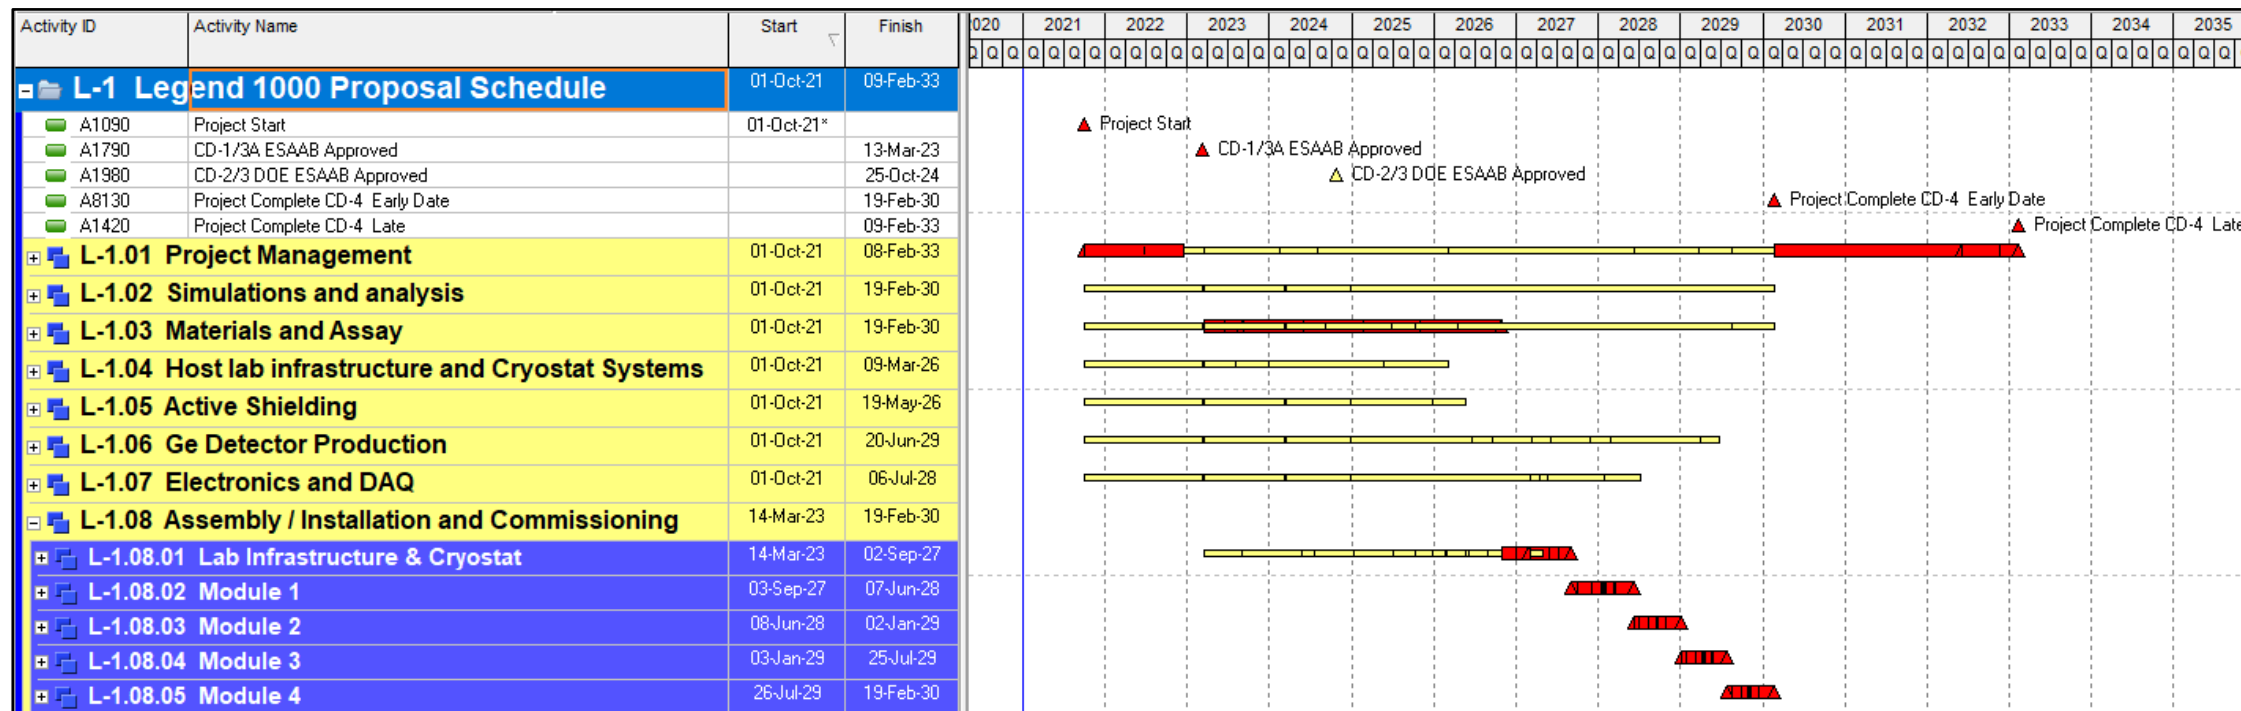 Activity ID Activity Name Start Finish 2020 2021 2022 2023 2024 2025 2026 2027 2028 2029 2030 2031 2032 2033 2034 2035
Q Q Q Q Q Q Q Q Q Q Q Q Q Q Q Q Q Q Q Q Q Q Q Q Q Q Q Q Q Q Q Q Q Q Q Q Q Q Q Q Q Q Q Q Q Q Q Q Q Q Q Q Q Q Q Q Q Q Q Q Q Q
L-1 Legend 1000 Proposal Schedule 01-Oct-21 09-Feb-33
A1090 Project Start 01-Oct-21* Project Start
A1790 CD-1/3A ESAAB Approved 13-Mar-23 CD-1/3A ESAAB Approved
A1980 CD-2/3 DOE ESAAB Approved 25-Oct-24 CD-2/3 DOE ESAAB Approved
A8130 Project Complete CD-4 Early Date 19-Feb-30 Project Complete CD-4 Early Date
A1420 Project Complete CD-4 Late 09-Feb-33 Project Complete CD-4 Late
L-1.01 Project Management 01-Oct-21 08-Feb-33
L-1.02 Simulations and analysis 01-Oct-21 19-Feb-30
L-1.03 Materials and Assay 01-Oct-21 19-Feb-30
L-1.04 Host lab infrastructure and Cryostat Systems 01-Oct-21 09-Mar-26
L-1.05 Active Shielding 01-Oct-21 19-May-26
L-1.06 Ge Detector Production 01-Oct-21 20-Jun-29
L-1.07 Electronics and DAQ 01-Oct-21 06-Jul-28
L-1.08 Assembly / Installation and Commissioning 14-Mar-23 19-Feb-30
L-1.08.01 Lab Infrastructure & Cryostat 14-Mar-23 02-Sep-27
L-1.08.02 Module 1 03-Sep-27 07-Jun-28
L-1.08.03 Module 2 08-Jun-28 02-Jan-29
L-1.08.04 Module 3 03-Jan-29 25-Jul-29
L-1.08.05 Module 4 26-Jul-29 19-Feb-30